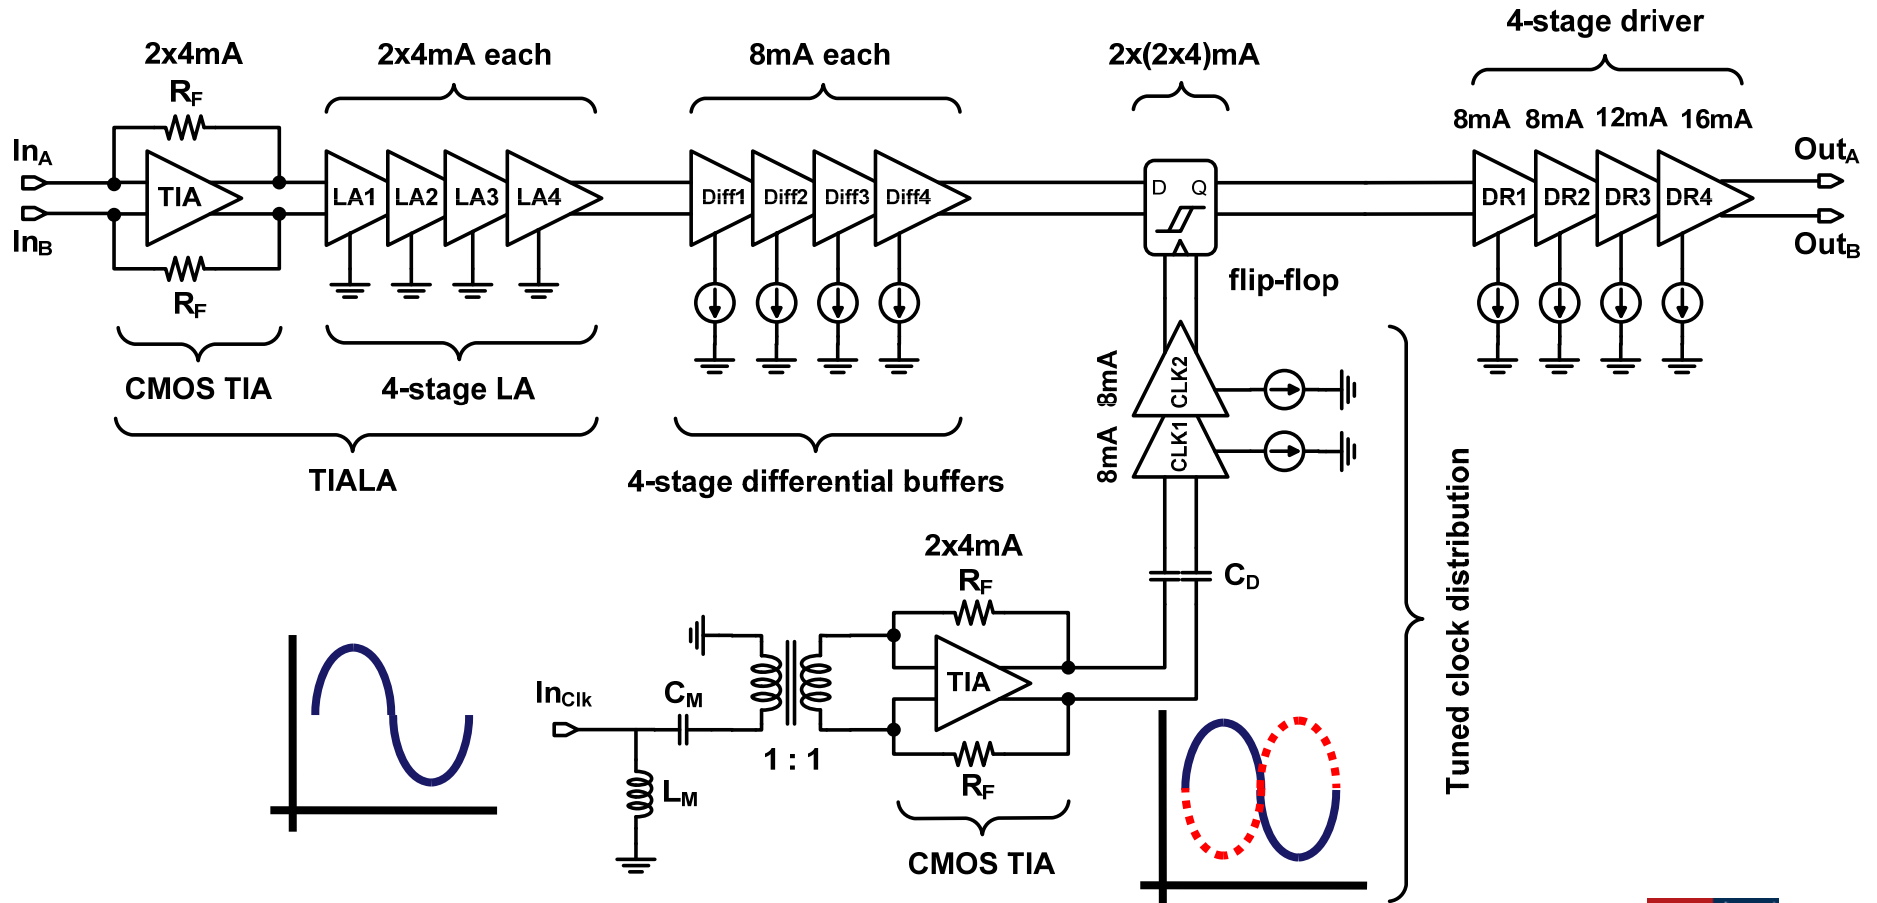 4-stage driver
2x4mA
2x4mA each
8mA each
2x(2x4)mA
RF
8mA 8mA 12mA 16mA
InA
OutA
TIA
LA1 LA2 LA3 LA4
Diff1 Diff2 Diff3 Diff4
D Q
DR1 DR2 DR3 DR4
InB
OutB
RF
flip-flop
CMOS TIA
4-stage LA
8mA
CLK2
TIALA
4-stage differential buffers
8mA
CLK1
Tuned clock distribution
2x4mA
RF
CD
InClk
CM
TIA
1 : 1
LM
RF
CMOS TIA